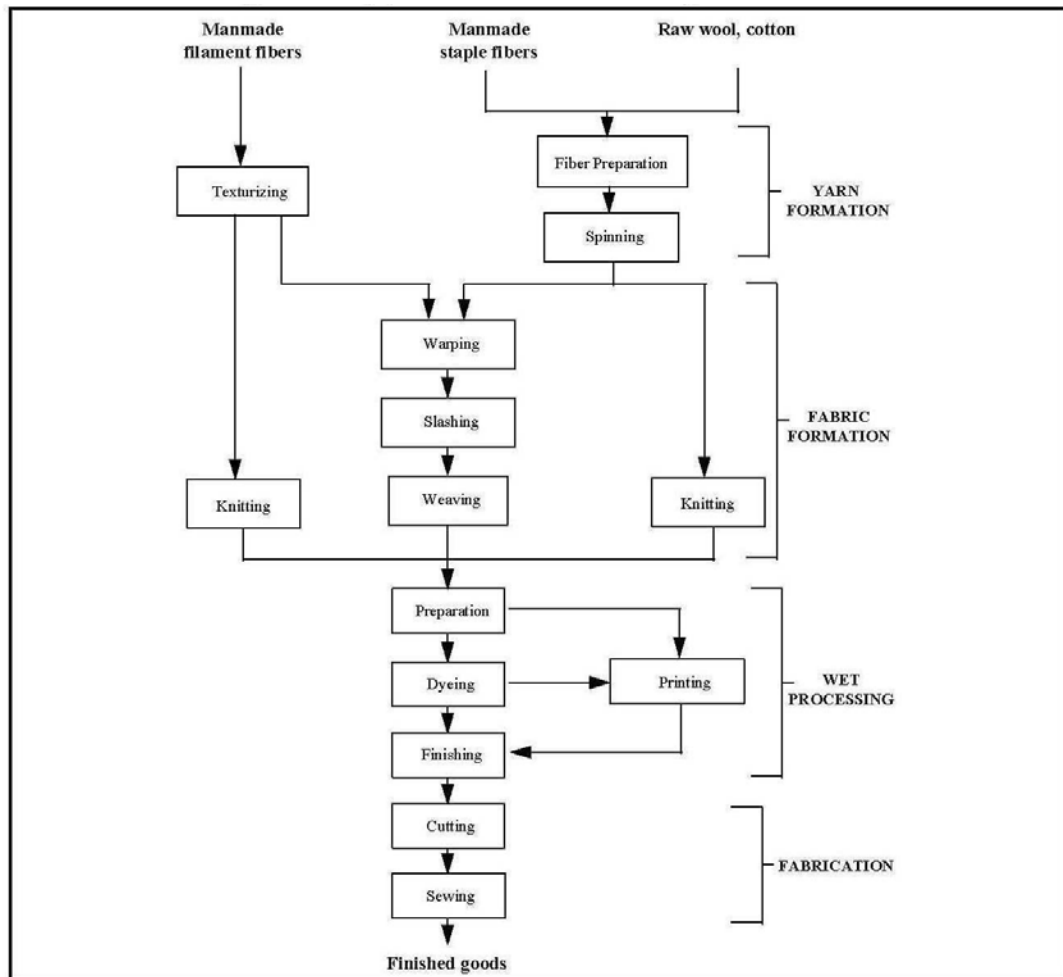 Manmade
filament fibers
Manmade
staple fibers
Raw wool, cotton
Fiber Preparation
Texturizing
YARN
FORMATION
Spinning
Warping
Slashing
FABRIC
FORMATION
Knitting
Weaving
Knitting
Preparation
Dyeing
Printing
WET
PROCESSING
Finishing
Cutting
FABRICATION
Sewing
Finished goods